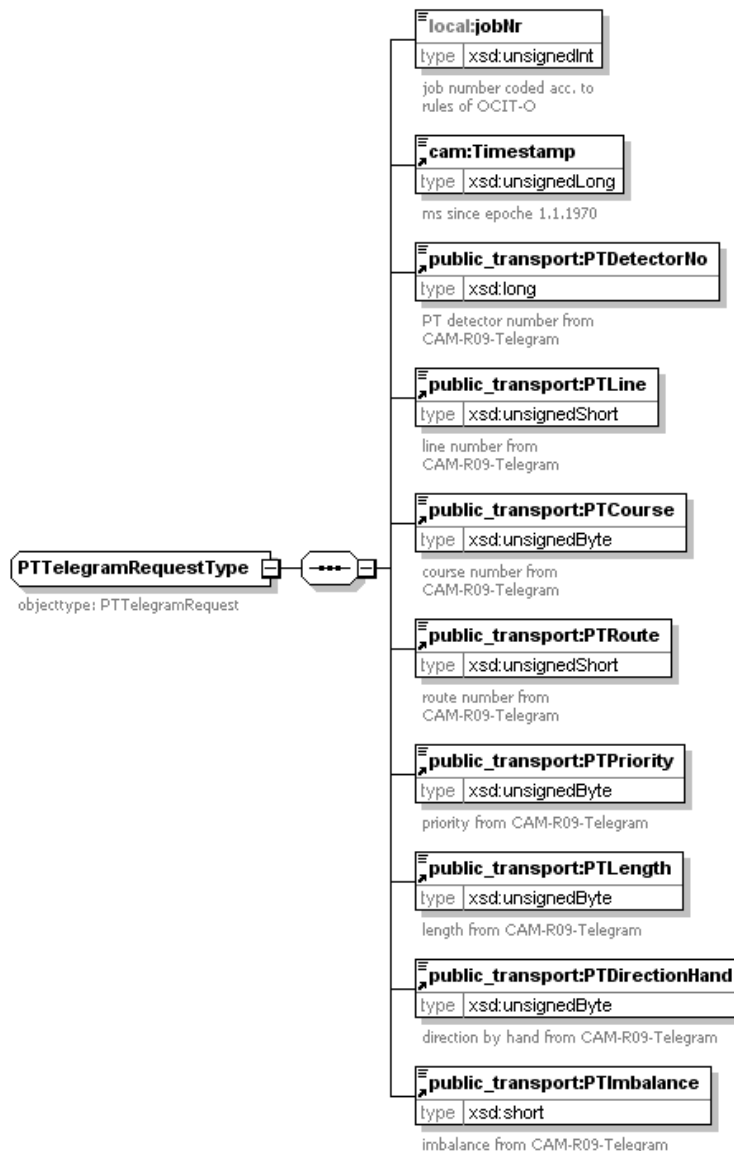 local:jobNr
type xsd:unsignedInt
job number coded acc. to
rules of OCIT-O
cam:Timestamp
type xsd:unsignedLong
ms since epoche 1.1.1970
public_transport:PTDetectorNo
type xsd:long
PT detector number from
CAM-R09-Telegram
public_transport:PTLine
type xsd:unsignedShort
line number from
CAM-R09-Telegram
public_transport:PTCourse
type xsd:unsignedByte
course number from
CAM-R09-Telegram
PTTelegramRequestType
objecttype: PTTelegramRequest
public_transport:PTRoute
type xsd:unsignedShort
route number from
CAM-R09-Telegram
public_transport:PTPriority
type xsd:unsignedByte
priority from CAM-R09-Telegram
public_transport:PTLength
type xsd:unsignedByte
length from CAM-R09-Telegram
public_transport:PTDirectionHand
type xsd:unsignedByte
direction by hand from CAM-R09-Telegram
public_transport:PTImbalance
type xsd:short
imbalance from CAM-R09-Telegram